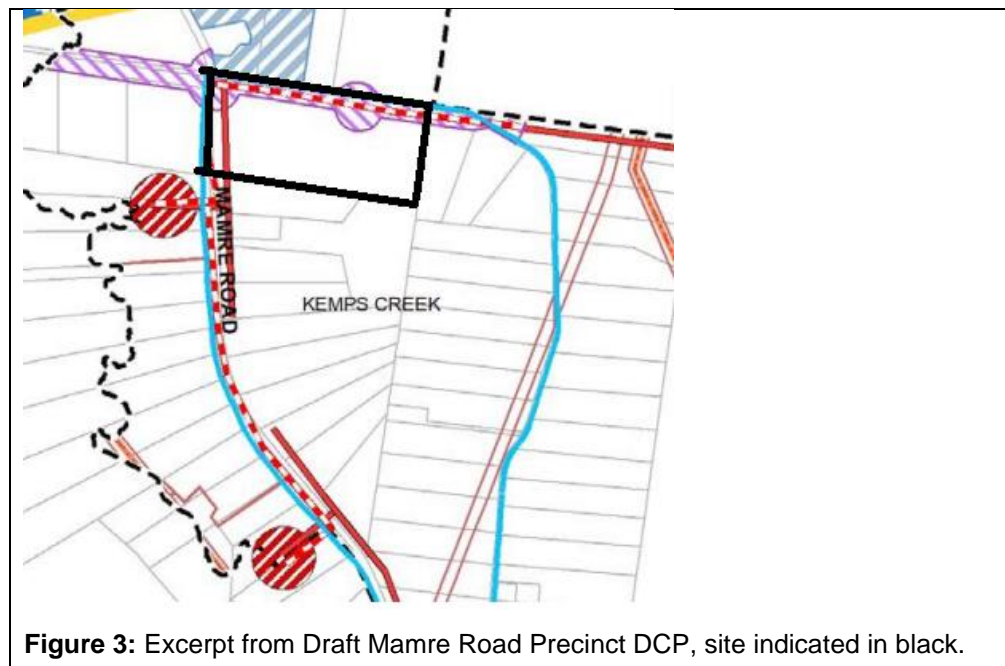 MAMRE ROAD
KEMPS CREEK
Figure 3: Excerpt from Draft Mamre Road Precinct DCP, site indicated in black.